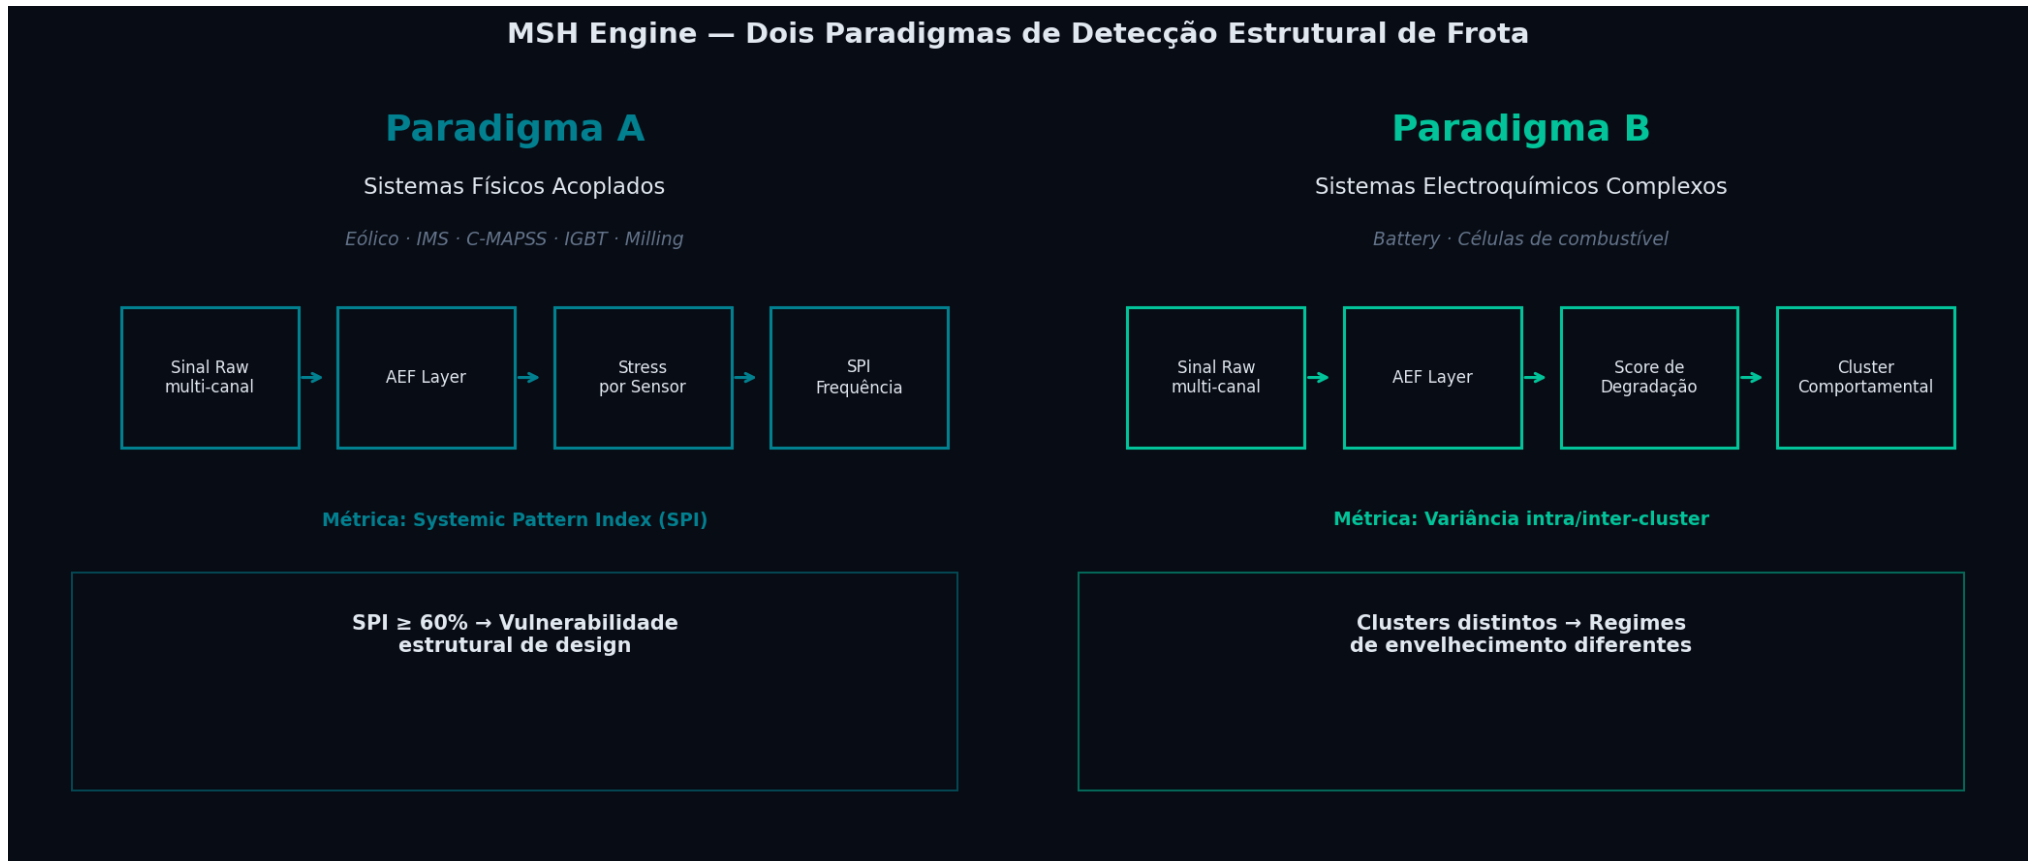 MSH Engine — Dois Paradigmas de Detecção Estrutural de Frota
Paradigma A
Sistemas Físicos Acoplados
Eólico · IMS · C-MAPSS · IGBT · Milling
Sinal Raw
multi-canal
AEF Layer
Stress
por Sensor
SPI
Frequência
Métrica: Systemic Pattern Index (SPI)
SPI ≥ 60% → Vulnerabilidade
estrutural de design
Paradigma B
Sistemas Electroquímicos Complexos
Battery · Células de combustível
Sinal Raw
multi-canal
AEF Layer
Score de
Degradação
Cluster
Comportamental
Métrica: Variância intra/inter-cluster
Clusters distintos → Regimes
de envelhecimento diferentes